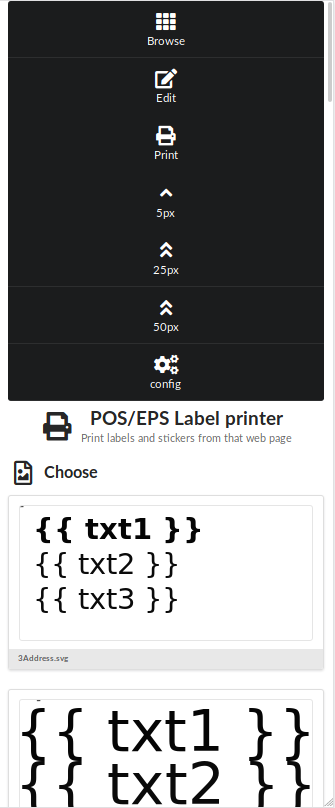 Browse
Edit
Print
5px
25px
50px
config
POS/EPS Label printer
Print labels and stickers from that web page
Choose
{{ txt1 }}
{{ txt2 }}
{{ txt3 }}
3Address.svg
{{ txt1 }}
{{ txt2 }}